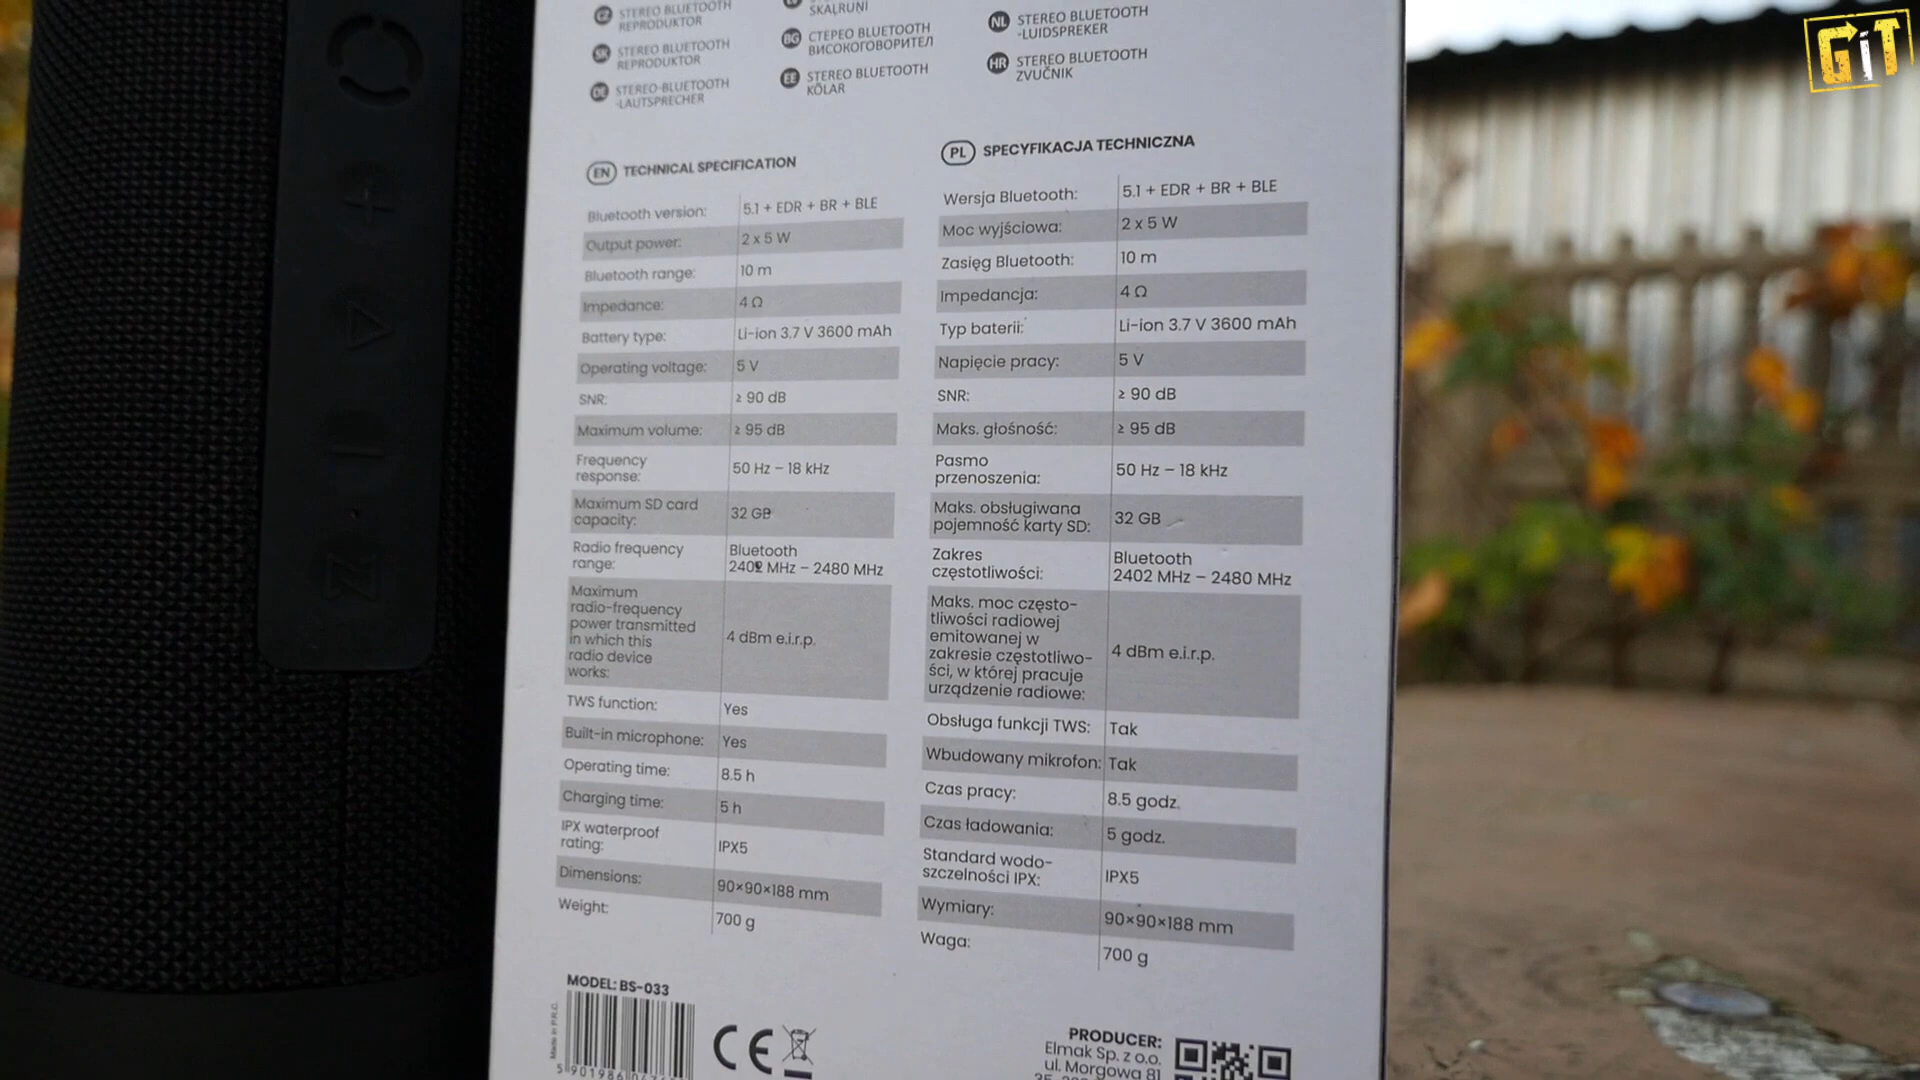 GiT
CZ STEREO BLUETOOTH
REPRODUKTOR
SK STEREO BLUETOOTH
REPRODUKTOR
DE STEREO-BLUETOOTH
-LAUTSPRECHER
SKAĻRUŅI
BG СТЕРЕО BLUETOOTH
ВИСОКОГОВОРИТЕЛ
EE STEREO BLUETOOTH
KÕLAR
NL STEREO BLUETOOTH
-LUIDSPREKER
HR STEREO BLUETOOTH
ZVUČNIK
EN TECHNICAL SPECIFICATION
Bluetooth version: 5.1 + EDR + BR + BLE
Output power: 2 x 5 W
Bluetooth range: 10 m
Impedance: 4 Ω
Battery type: Li-ion 3.7 V 3600 mAh
Operating voltage: 5 V
SNR: ≥ 90 dB
Maximum volume: ≥ 95 dB
Frequency
response: 50 Hz – 18 kHz
Maximum SD card
capacity: 32 GB
Radio frequency
range: Bluetooth
2402 MHz – 2480 MHz
Maximum
radio-frequency
power transmitted
in which this
radio device
works: 4 dBm e.i.r.p.
TWS function: Yes
Built-in microphone: Yes
Operating time: 8.5 h
Charging time: 5 h
IPX waterproof
rating: IPX5
Dimensions: 90×90×188 mm
Weight: 700 g
PL SPECYFIKACJA TECHNICZNA
Wersja Bluetooth: 5.1 + EDR + BR + BLE
Moc wyjściowa: 2 x 5 W
Zasięg Bluetooth: 10 m
Impedancja: 4 Ω
Typ baterii: Li-ion 3.7 V 3600 mAh
Napięcie pracy: 5 V
SNR: ≥ 90 dB
Maks. głośność: ≥ 95 dB
Pasmo
przenoszenia: 50 Hz – 18 kHz
Maks. obsługiwana
pojemność karty SD: 32 GB
Zakres
częstotliwości: Bluetooth
2402 MHz – 2480 MHz
Maks. moc często-
tliwości radiowej
emitowanej w
zakresie częstotliwo-
ści, w której pracuje
urządzenie radiowe: 4 dBm e.i.r.p.
Obsługa funkcji TWS: Tak
Wbudowany mikrofon: Tak
Czas pracy: 8.5 godz.
Czas ładowania: 5 godz.
Standard wodo-
szczelności IPX: IPX5
Wymiary: 90×90×188 mm
Waga: 700 g
MODEL: BS-033
Made in P.R.C.
CE
PRODUCER:
Elmak Sp. z o.o.
ul. Morgowa 81